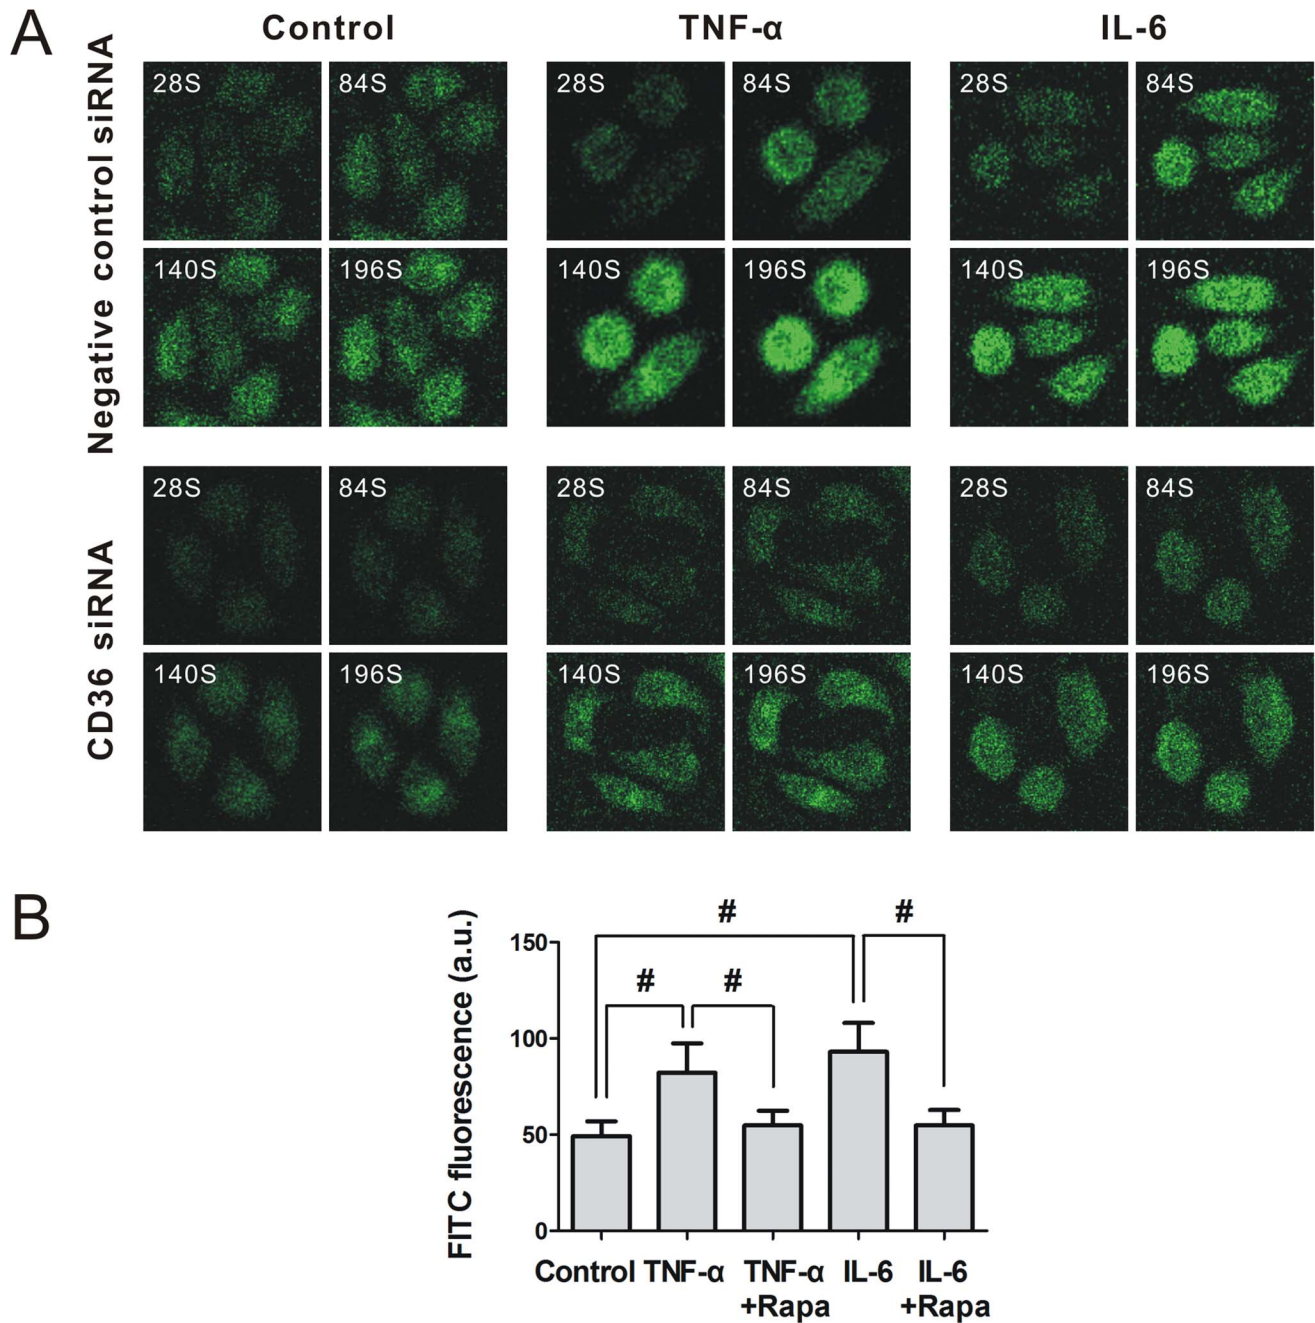 A
Control
TNF-α
IL-6
Negative control siRNA
28S
84S
28S
84S
28S
84S
140S
196S
140S
196S
140S
196S
CD36 siRNA
28S
84S
28S
84S
28S
84S
140S
196S
140S
196S
140S
196S
B
FITC fluorescence (a.u.)
150
100
50
0
#
#
#
#
Control
TNF-α
TNF-α
+Rapa
IL-6
IL-6
+Rapa